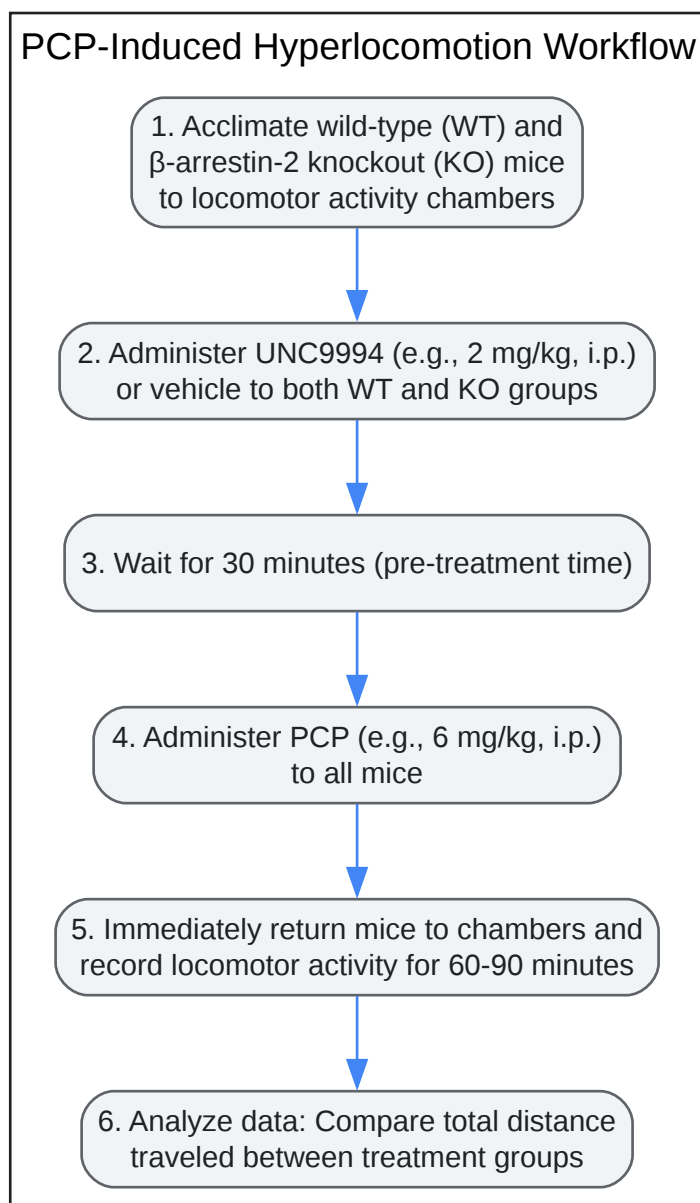 PCP-Induced Hyperlocomotion Workflow
1. Acclimate wild-type (WT) and
β-arrestin-2 knockout (KO) mice
to locomotor activity chambers
2. Administer UNC9994 (e.g., 2 mg/kg, i.p.)
or vehicle to both WT and KO groups
3. Wait for 30 minutes (pre-treatment time)
4. Administer PCP (e.g., 6 mg/kg, i.p.)
to all mice
5. Immediately return mice to chambers and
record locomotor activity for 60-90 minutes
6. Analyze data: Compare total distance
traveled between treatment groups